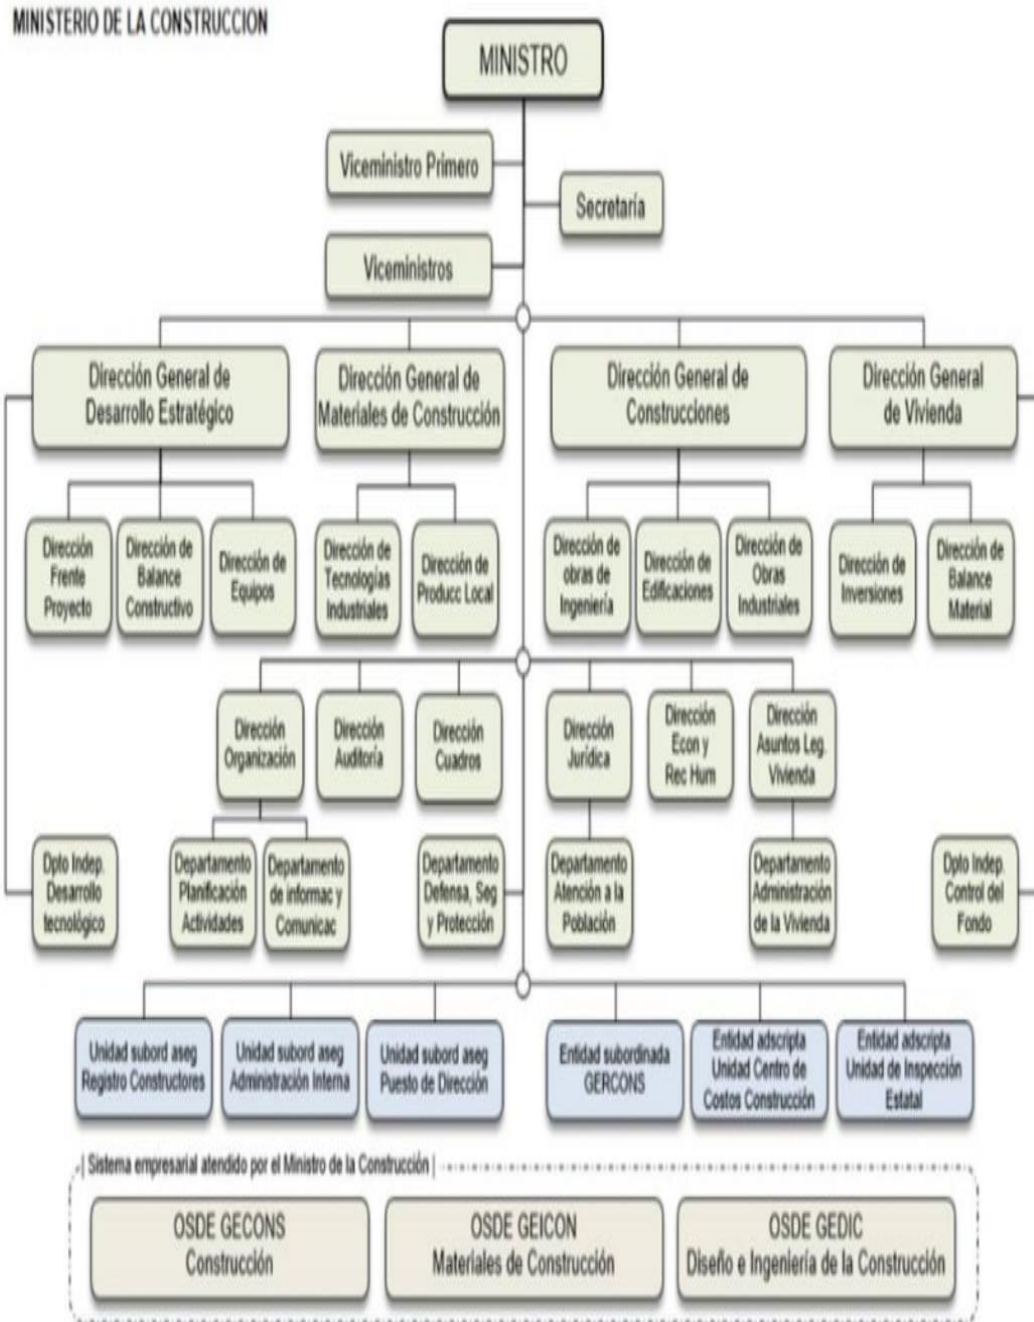 MINISTERIO DE LA CONSTRUCCION
MINISTRO
Viceministro Primero
Secretaría
Viceministros
Dirección General de
Desarrollo Estratégico
Dirección General de
Materiales de Construcción
Dirección General de
Construcciones
Dirección General
de Vivienda
Dirección
Frente
Proyecto
Dirección de
Balance
Constructivo
Dirección de
Equipos
Dirección de
Tecnologías
Industriales
Dirección de
Producc Local
Dirección de
obras de
Ingeniería
Dirección de
Edificaciones
Dirección de
Obras
Industriales
Dirección de
Inversiones
Dirección de
Balance
Material
Dirección
Organización
Dirección
Auditoría
Dirección
Cuadros
Dirección
Jurídica
Dirección
Econ y
Rec Hum
Dirección
Asuntos Leg.
Vivienda
Dpto Indep.
Desarrollo
tecnológico
Departamento
Planificación
Actividades
Departamento
de informac y
Comunicac
Departamento
Defensa, Seg
y Protección
Departamento
Atención a la
Población
Departamento
Administración
de la Vivienda
Dpto Indep.
Control del
Fondo
Unidad subord aseg
Registro Constructores
Unidad subord aseg
Administración Interna
Unidad subord aseg
Puesto de Dirección
Entidad subordinada
GERCONS
Entidad adscripta
Unidad Centro de
Costos Construcción
Entidad adscripta
Unidad de Inspección
Estatal
Sistema empresarial atendido por el Ministro de la Construcción
OSDE GECONS
Construcción
OSDE GEICON
Materiales de Construcción
OSDE GEDIC
Diseño e Ingeniería de la Construcción